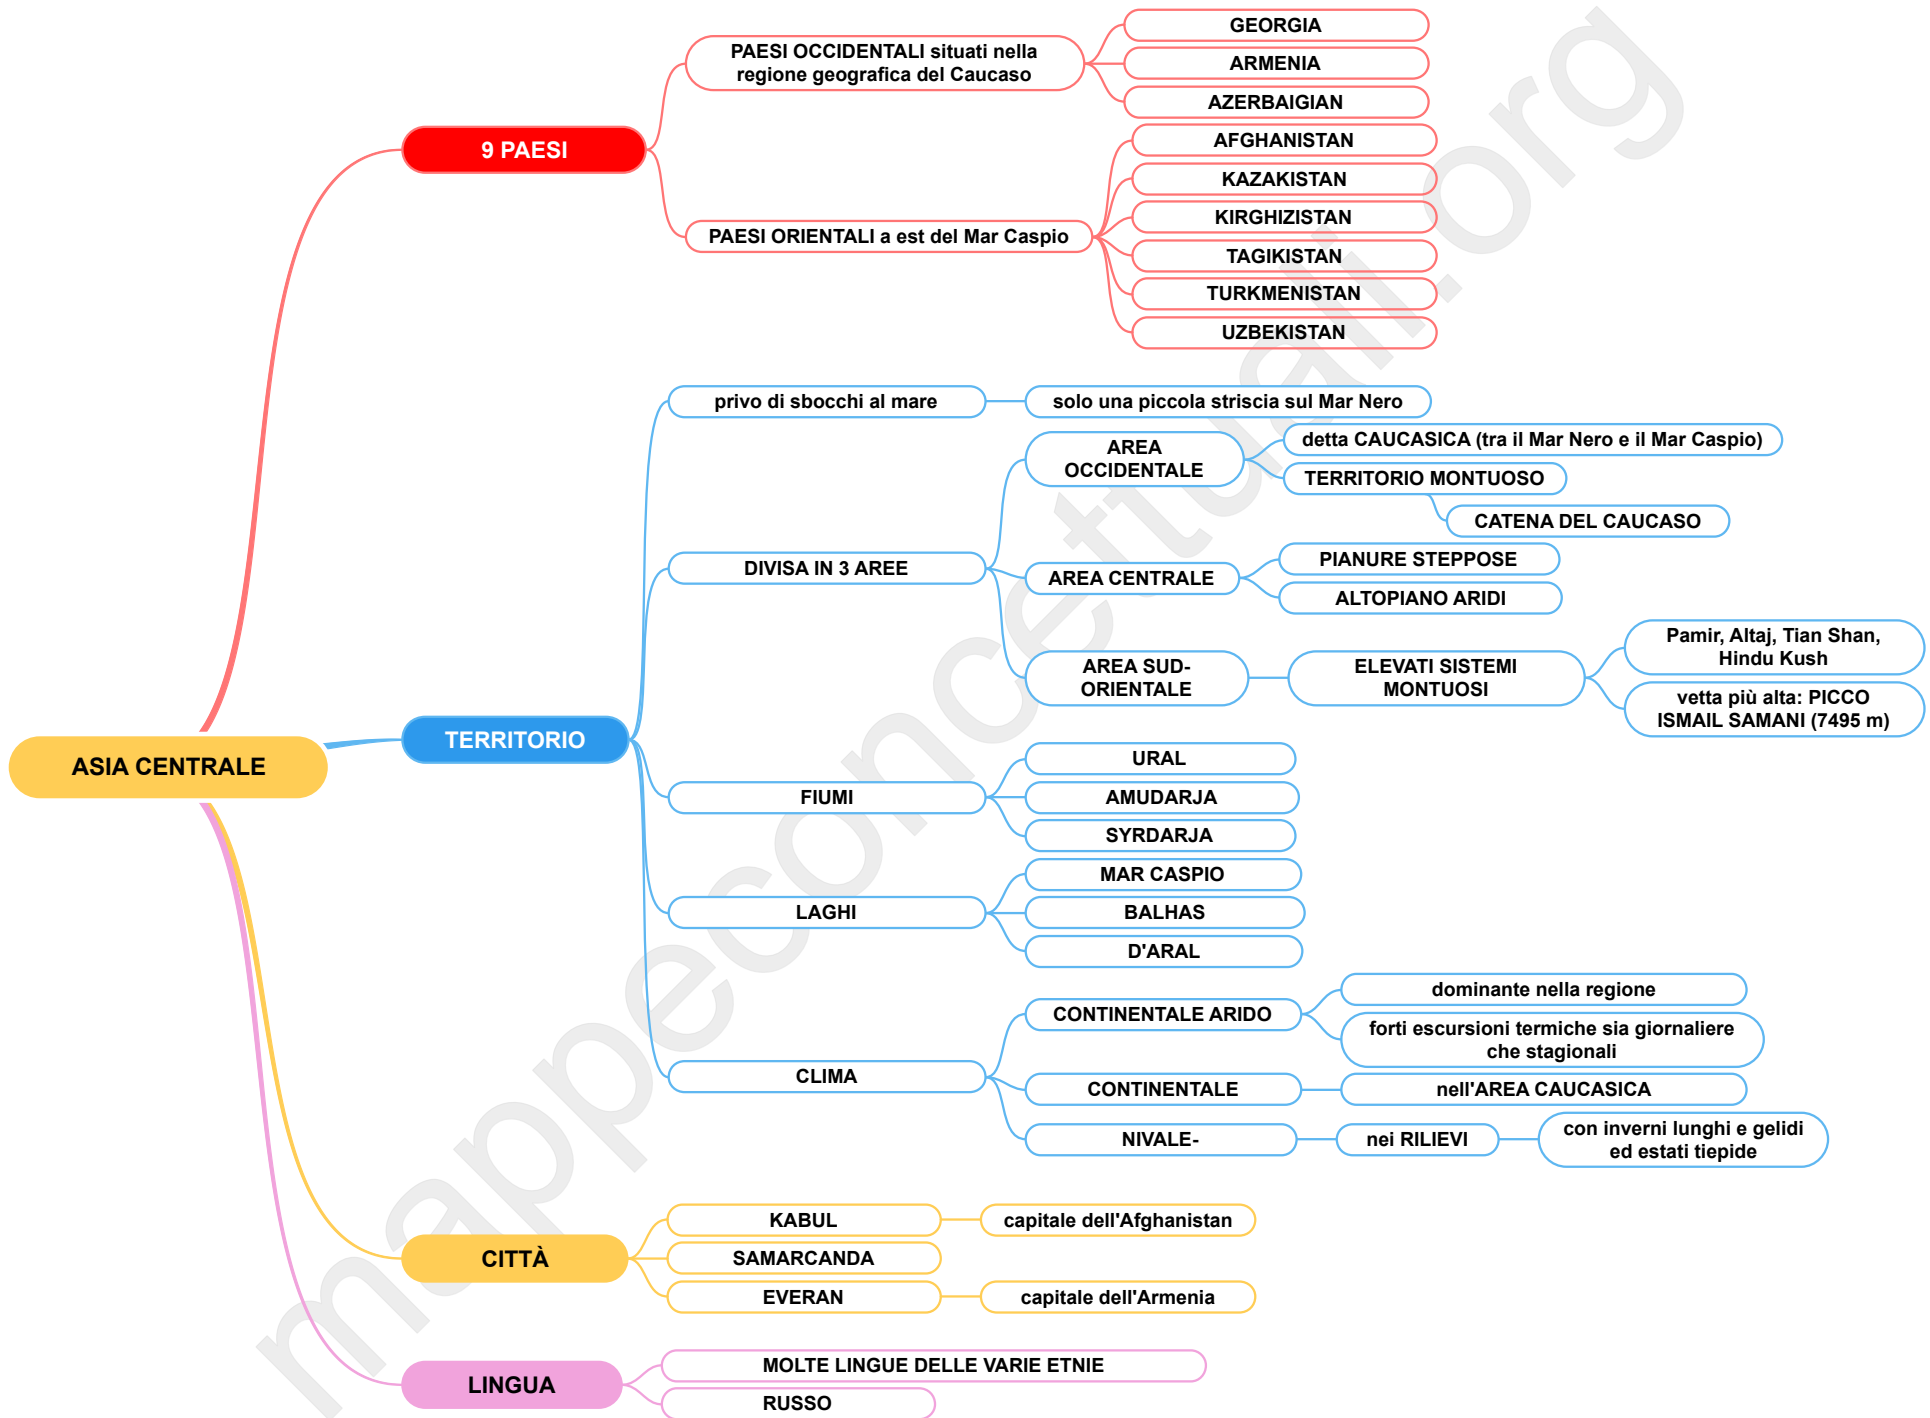 ASIA CENTRALE
9 PAESI
PAESI OCCIDENTALI situati nella
regione geografica del Caucaso
GEORGIA
ARMENIA
AZERBAIGIAN
PAESI ORIENTALI a est del Mar Caspio
AFGHANISTAN
KAZAKISTAN
KIRGHIZISTAN
TAGIKISTAN
TURKMENISTAN
UZBEKISTAN
TERRITORIO
privo di sbocchi al mare
solo una piccola striscia sul Mar Nero
DIVISA IN 3 AREE
AREA
OCCIDENTALE
detta CAUCASICA (tra il Mar Nero e il Mar Caspio)
TERRITORIO MONTUOSO
CATENA DEL CAUCASO
AREA CENTRALE
PIANURE STEPPOSE
ALTOPIANO ARIDI
AREA SUD-
ORIENTALE
ELEVATI SISTEMI
MONTUOSI
Pamir, Altaj, Tian Shan,
Hindu Kush
vetta più alta: PICCO
ISMAIL SAMANI (7495 m)
FIUMI
URAL
AMUDARJA
SYRDARJA
LAGHI
MAR CASPIO
BALHAS
D'ARAL
CLIMA
CONTINENTALE ARIDO
dominante nella regione
forti escursioni termiche sia giornaliere
che stagionali
CONTINENTALE
nell'AREA CAUCASICA
NIVALE-
nei RILIEVI
con inverni lunghi e gelidi
ed estati tiepide
CITTÀ
KABUL
capitale dell'Afghanistan
SAMARCANDA
EVERAN
capitale dell'Armenia
LINGUA
MOLTE LINGUE DELLE VARIE ETNIE
RUSSO
mappeconcettuali.org